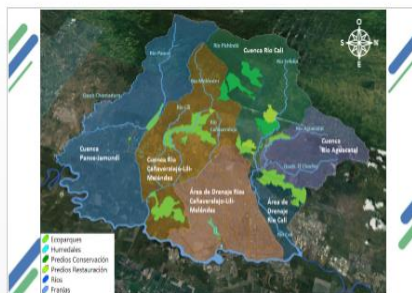 O
S
N
E
Río Pance
Río Pichindé
Cuenca Río Cali
Río Meléndez
Río Lili
Río Cañaveralejo
Río Aguacatal
Cuenca
Pance-Jamundí
Cuenca Río
Cañaveralejo-Lili-
Meléndez
Cuenca
Río Aguacatal
Área de Drenaje Ríos
Cañaveralejo-Lili-
Meléndez
Área de
Drenaje
Río Cali
Río Cali
Ecoparques
Humedales
Predios Conservación
Predios Restauración
Ríos
Franjas